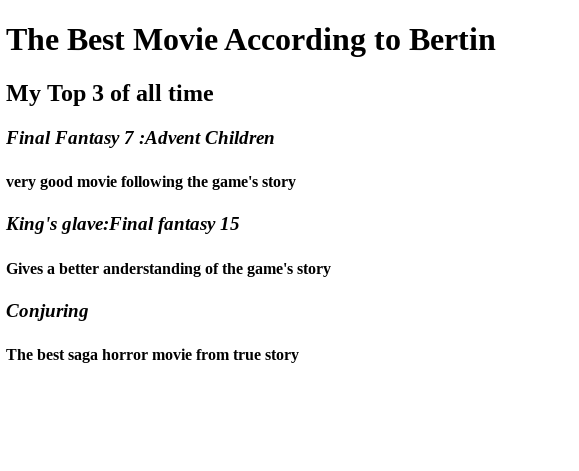 The Best Movie According to Bertin
My Top 3 of all time
Final Fantasy 7 :Advent Children
very good movie following the game's story
King's glave:Final fantasy 15
Gives a better anderstanding of the game's story
Conjuring
The best saga horror movie from true story